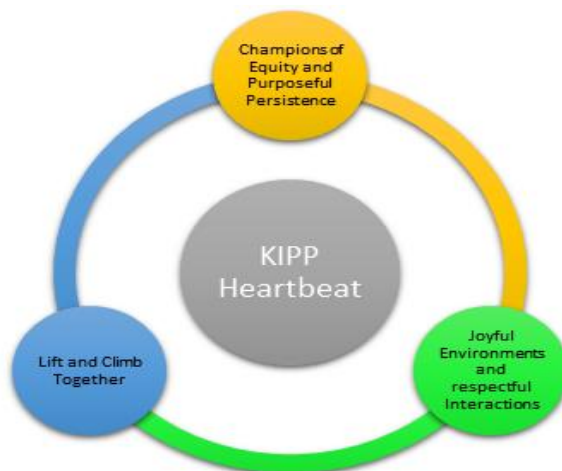 Champions of
Equity and
Purposeful
Persistence
KIPP
Heartbeat
Lift and Climb
Together
Joyful
Environments
and
respectful
Interactions